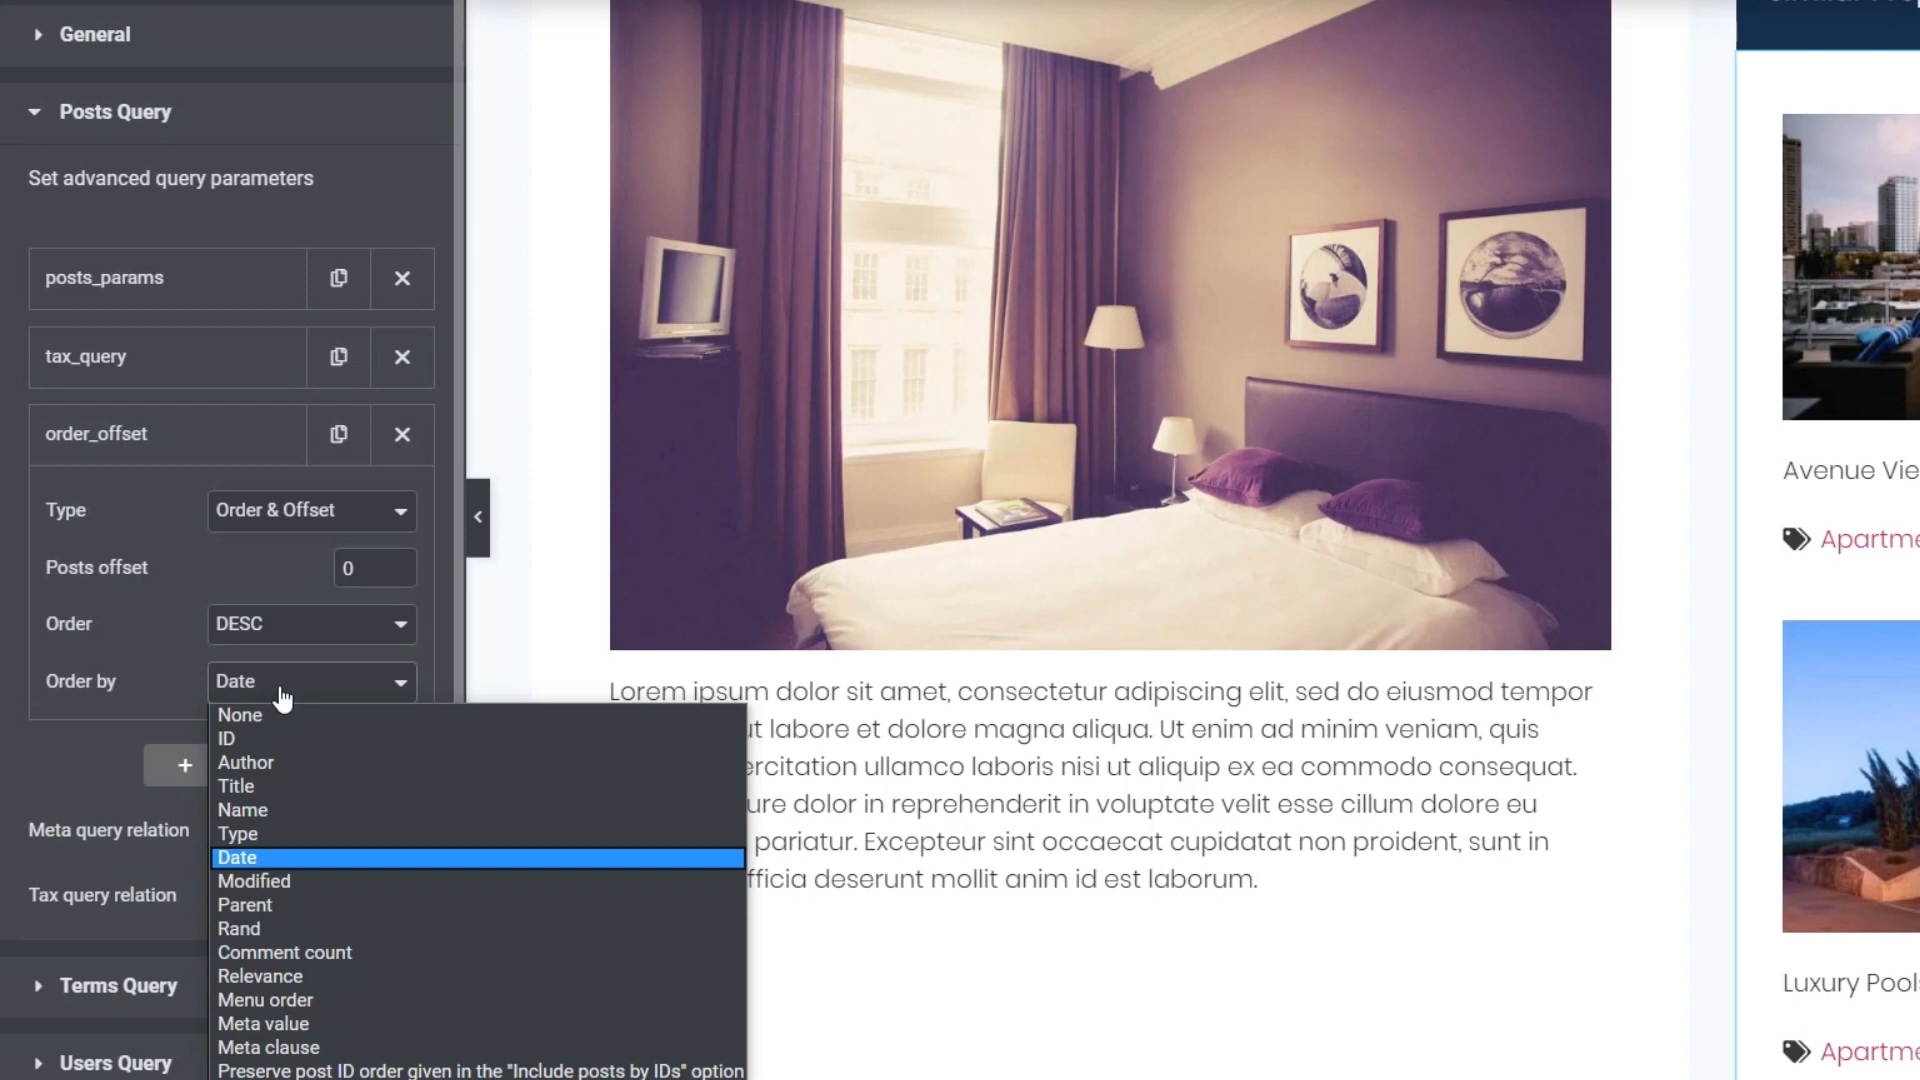 General
Posts Query
Set advanced query parameters
posts_params
tax_query
order_offset
Type
Order & Offset
Posts offset
0
Order
DESC
Order by
Date
None
ID
Author
Title
Name
Type
Date
Modified
Parent
Rand
Comment count
Relevance
Menu order
Meta value
Meta clause
Preserve post ID order given in the "Include posts by IDs" option
+
Meta query relation
Tax query relation
Terms Query
Users Query
Lorem ipsum dolor sit amet, consectetur adipiscing elit, sed do eiusmod tempor
ut labore et dolore magna aliqua. Ut enim ad minim veniam, quis
ercitation ullamco laboris nisi ut aliquip ex ea commodo consequat.
ure dolor in reprehenderit in voluptate velit esse cillum dolore eu
pariatur. Excepteur sint occaecat cupidatat non proident, sunt in
fficia deserunt mollit anim id est laborum.
Avenue Vie
Apartme
Luxury Pools
Apartme